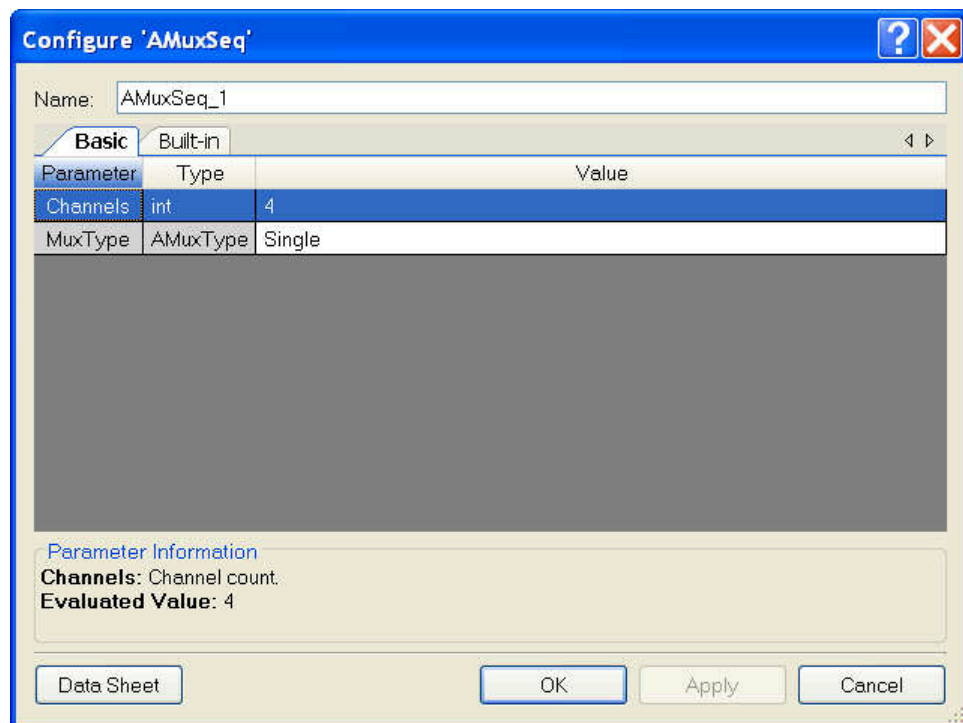 Configure 'AMuxSeq'
?
Name: AMuxSeq_1
Basic Built-in
Parameter Type Value
Channels int 4
MuxType AMuxType Single
Parameter Information
Channels: Channel count.
Evaluated Value: 4
Data Sheet OK Apply Cancel